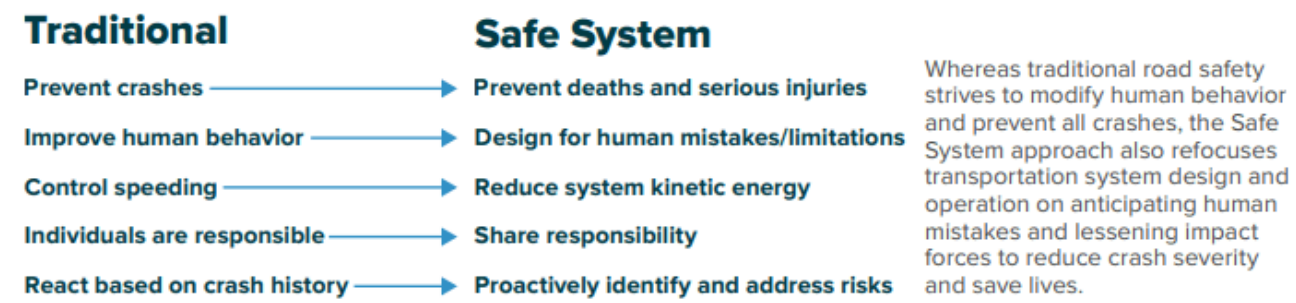 Traditional
Safe System
Prevent crashes
Prevent deaths and serious injuries
Improve human behavior
Design for human mistakes/limitations
Control speeding
Reduce system kinetic energy
Individuals are responsible
Share responsibility
React based on crash history
Proactively identify and address risks
Whereas traditional road safety
strives to modify human behavior
and prevent all crashes, the Safe
System approach also refocuses
transportation system design and
operation on anticipating human
mistakes and lessening impact
forces to reduce crash severity
and save lives.